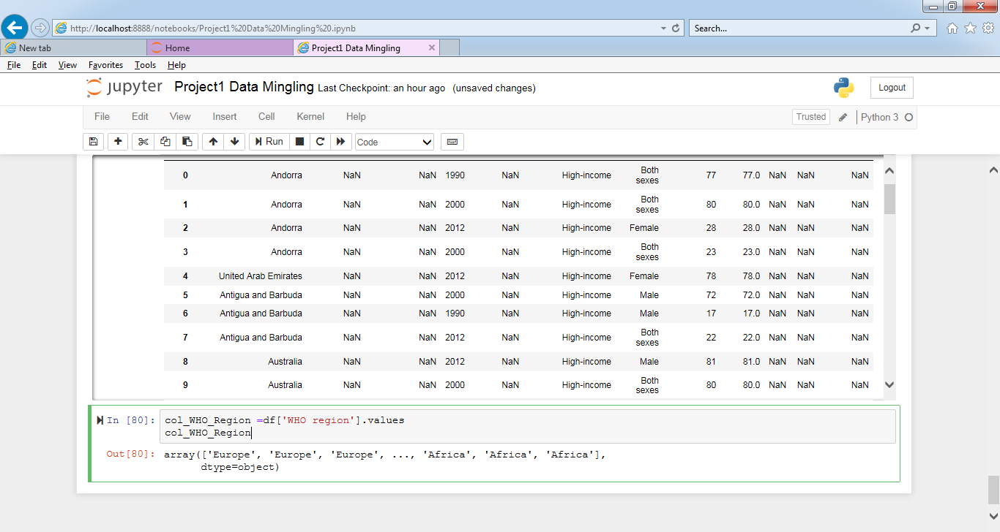 http://localhost:8888/notebooks/Project1%20Data%20Mingling%20.ipynb
Search...
New tab
Home
Project1 Data Mingling
File Edit View Favorites Tools Help
jupyter Project1 Data Mingling Last Checkpoint: an hour ago (unsaved changes)
Logout
File Edit View Insert Cell Kernel Help
Trusted
Python 3
Run
Code
0 Andorra NaN NaN 1990 NaN High-income Both sexes 77 77.0 NaN NaN NaN
1 Andorra NaN NaN 2000 NaN High-income Both sexes 80 80.0 NaN NaN NaN
2 Andorra NaN NaN 2012 NaN High-income Female 28 28.0 NaN NaN NaN
3 Andorra NaN NaN 2000 NaN High-income Both sexes 23 23.0 NaN NaN NaN
4 United Arab Emirates NaN NaN 2012 NaN High-income Female 78 78.0 NaN NaN NaN
5 Antigua and Barbuda NaN NaN 2000 NaN High-income Male 72 72.0 NaN NaN NaN
6 Antigua and Barbuda NaN NaN 1990 NaN High-income Male 17 17.0 NaN NaN NaN
7 Antigua and Barbuda NaN NaN 2012 NaN High-income Both sexes 22 22.0 NaN NaN NaN
8 Australia NaN NaN 2012 NaN High-income Male 81 81.0 NaN NaN NaN
9 Australia NaN NaN 2000 NaN High-income Both sexes 80 80.0 NaN NaN NaN
In [80]: col_WHO_Region =df['WHO region'].values
col_WHO_Region
Out[80]: array(['Europe', 'Europe', 'Europe', ..., 'Africa', 'Africa', 'Africa'],
dtype=object)